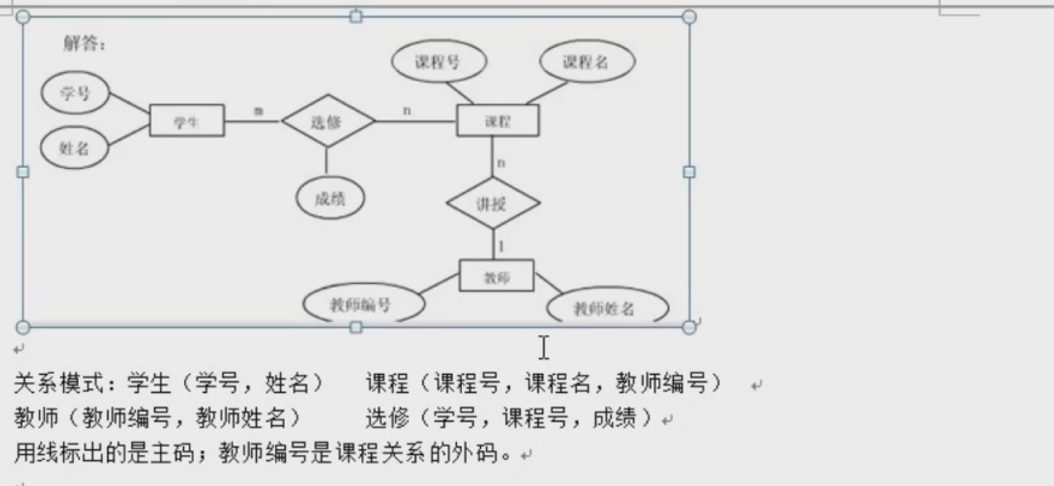 解答：
课程号 课程名
学号
学生 m 选修 n 课程
姓名
n
成绩 讲授
1
教师
教师编号 教师姓名
关系模式：学生（学号，姓名） 课程（课程号，课程名，教师编号）
教师（教师编号，教师姓名） 选修（学号，课程号，成绩）
用线标出的是主码；教师编号是课程关系的外码。